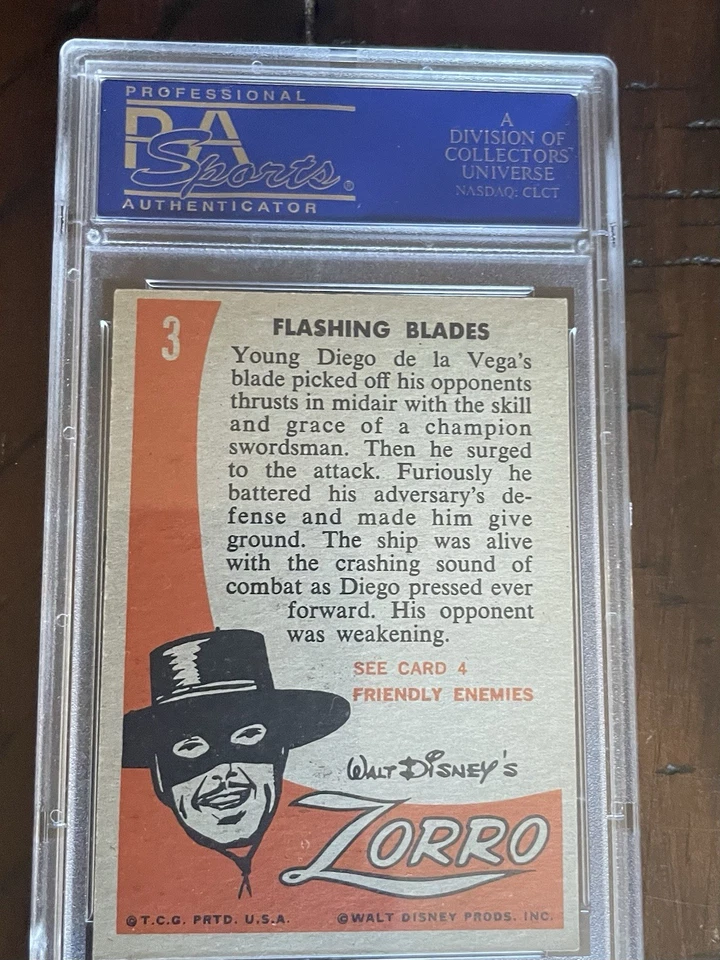 PROFESSIONAL
PSA
Sports®
AUTHENTICATOR
A
DIVISION OF
COLLECTORS
UNIVERSE
NASDAQ: CLCT
3
FLASHING BLADES
Young Diego de la Vega's
blade picked off his opponents
thrusts in midair with the skill
and grace of a champion
swordsman. Then he surged
to the attack. Furiously he
battered his adversary's de-
fense and made him give
ground. The ship was alive
with the crashing sound of
combat as Diego pressed ever
forward. His opponent
was weakening.
SEE CARD 4
FRIENDLY ENEMIES
WALT DISNEY'S
ZORRO
© T.C.G. PRTD. U.S.A.
© WALT DISNEY PRODS. INC.